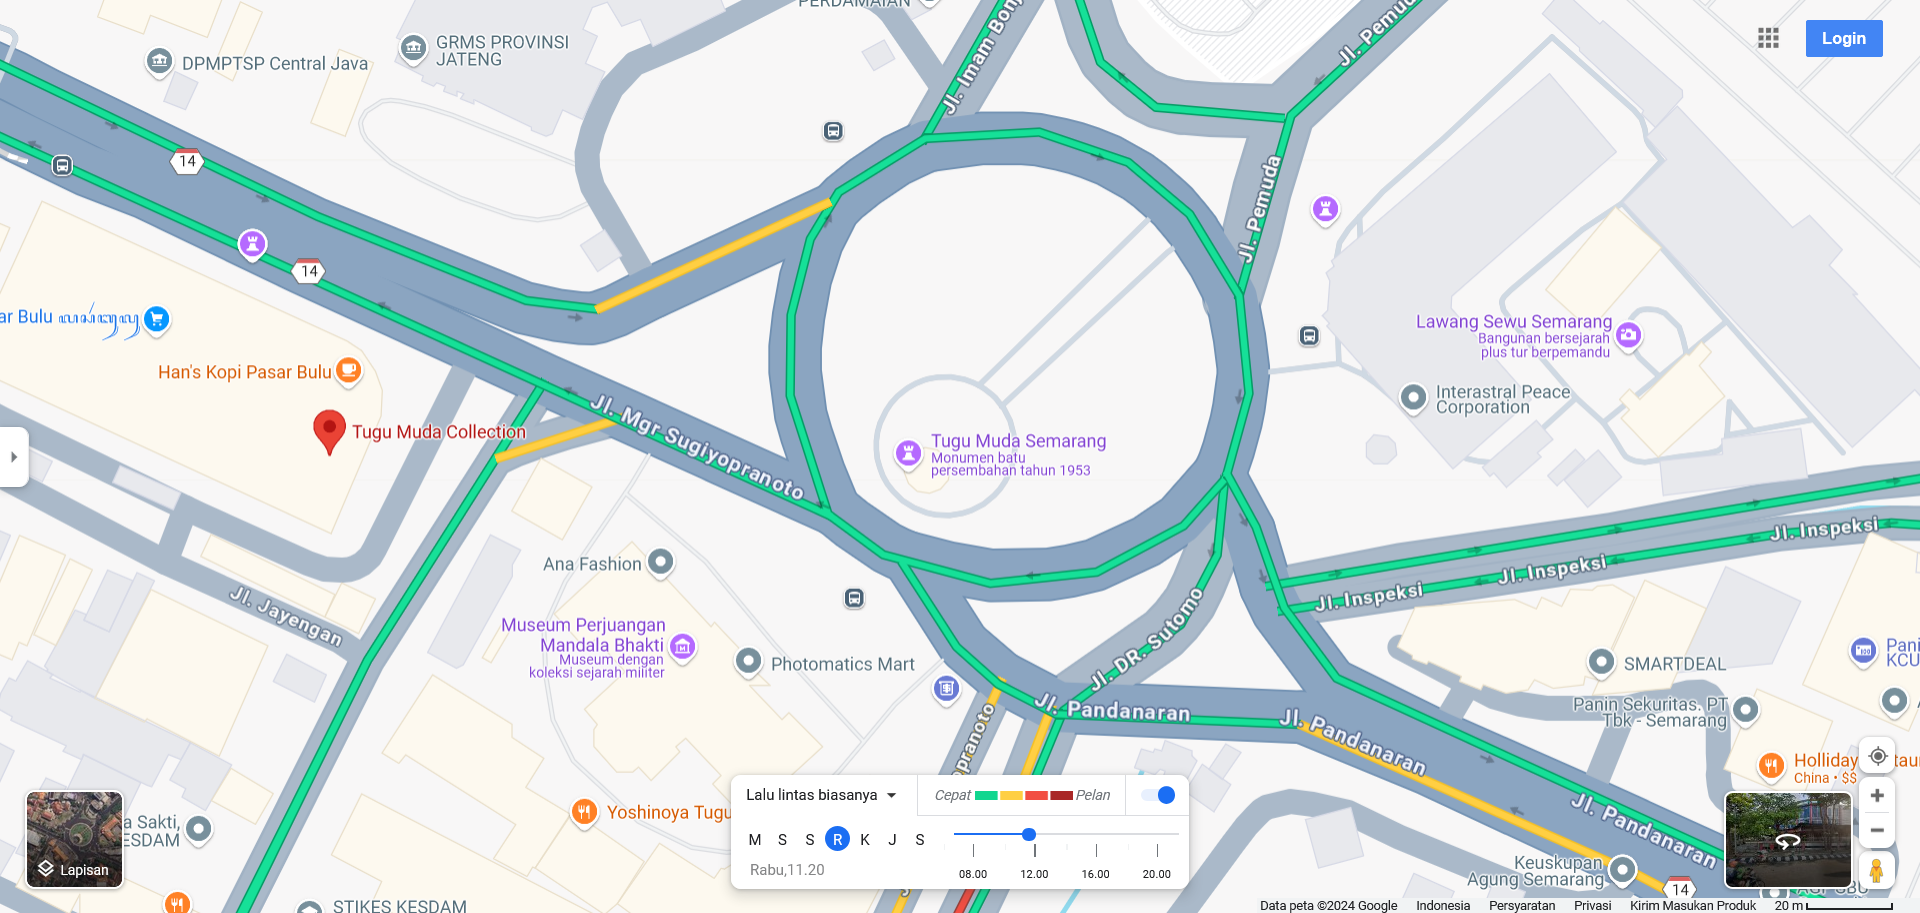 PERDAMAIAN
Jl. Imam Bonj
Jl. Pemuda
DPMPTSP Central Java
GRMS PROVINSI
JATENG
Login
14
Jl. Pemuda
14
ar Bulu
Han's Kopi Pasar Bulu
Tugu Muda Collection
Jl. Mgr Sugiyopranoto
Tugu Muda Semarang
Monumen batu
persembahan tahun 1953
Lawang Sewu Semarang
Bangunan bersejarah
plus tur berpemandu
Interastral Peace
Corporation
Jl. Inspeksi
Jl. Inspeksi
Jl. Inspeksi
Ana Fashion
Jl. Jayengan
Jl. DR. Sutomo
Museum Perjuangan
Mandala Bhakti
Museum dengan
koleksi sejarah militer
Photomatics Mart
SMARTDEAL
Pani
KCU
Panin Sekuritas. PT
Tbk - Semarang
Jl. Pandanaran
Jl. Pandanaran
Jl. Pandanaran
opranoto
Holliday
taur
China • $$
Yoshinoya Tugu
a Sakti,
ESDAM
Lapisan
STIKES KESDAM
Lalu lintas biasanya
Cepat
Pelan
M S S R K J S
Rabu,11.20
08.00 12.00 16.00 20.00
Keuskupan
Agung Semarang
14
Data peta ©2024 Google Indonesia Persyaratan Privasi Kirim Masukan Produk 20 m